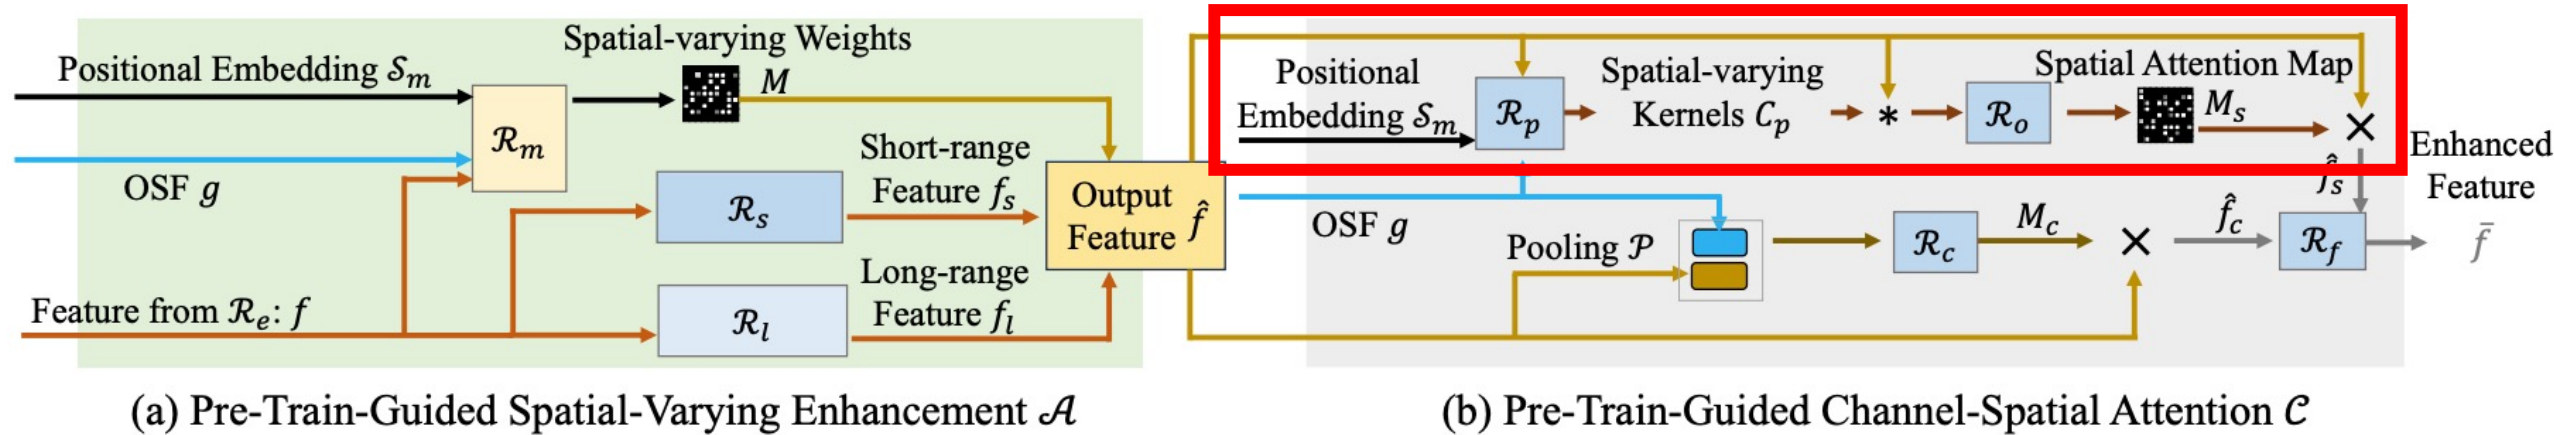 Spatial-varying Weights
Positional Embedding 𝒮ₘ
M
ℛₘ
OSF g
Short-range
Feature fₛ
ℛₛ
Long-range
Feature fₗ
ℛₗ
Feature from ℛₑ: f
Output
Feature f̂
(a) Pre-Train-Guided Spatial-Varying Enhancement 𝒜
Positional
Embedding 𝒮ₘ
ℛₚ
Spatial-varying
Kernels Cₚ
*
ℛₒ
Spatial Attention Map
Mₛ
×
f̂ₛ
OSF g
Pooling 𝒫
ℛ𝒸
M𝒸
×
f̂𝒸
ℛ𝒻
Enhanced
Feature
f̄
(b) Pre-Train-Guided Channel-Spatial Attention 𝒞